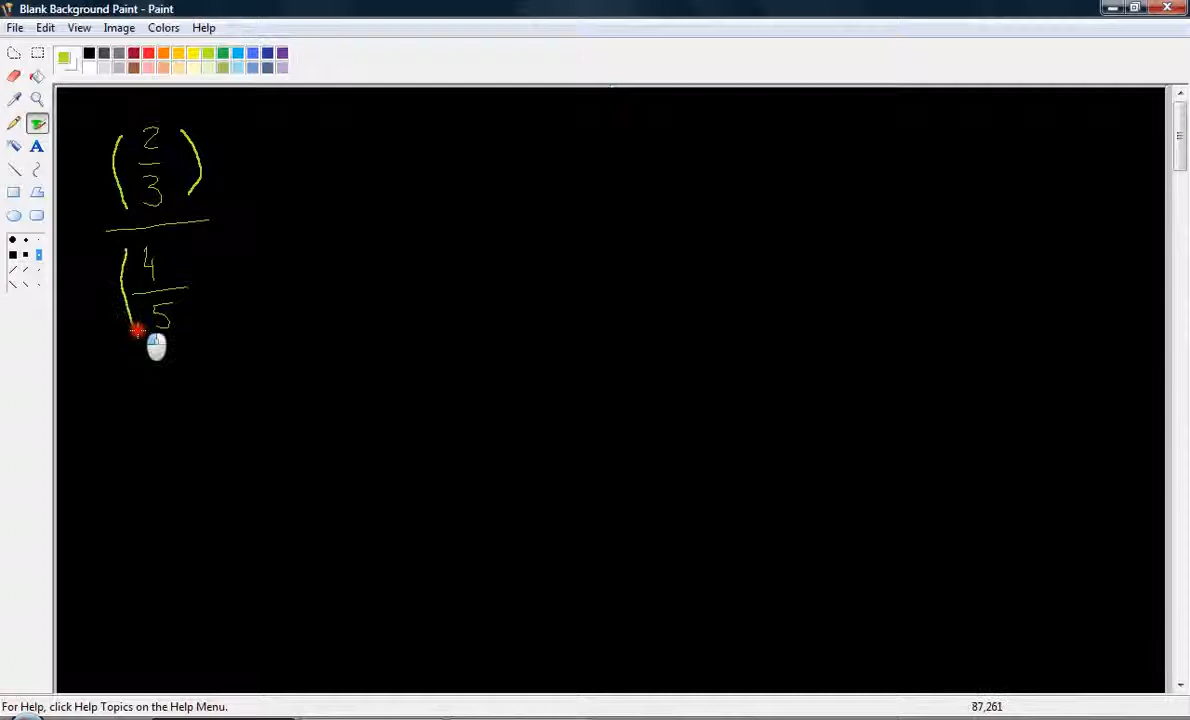 Blank Background Paint - Paint
File Edit View Image Colors Help
( 2
3 )
( 4
5
For Help, click Help Topics on the Help Menu. 87,261